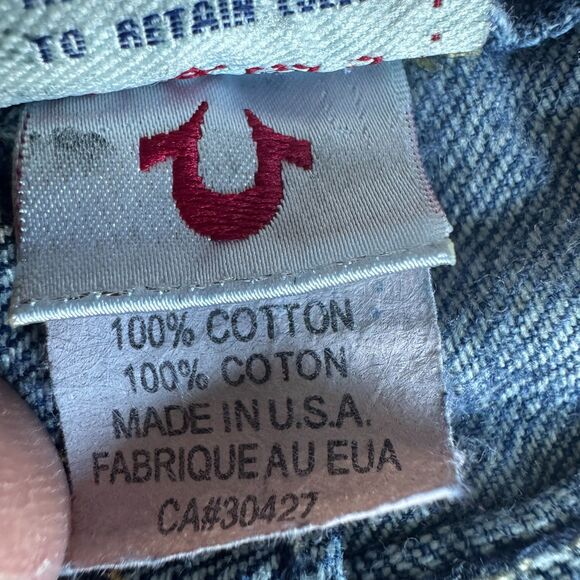 TO RETAIN
100% COTTON
100% COTON
MADE IN U.S.A.
FABRIQUE AU EUA
CA#30427